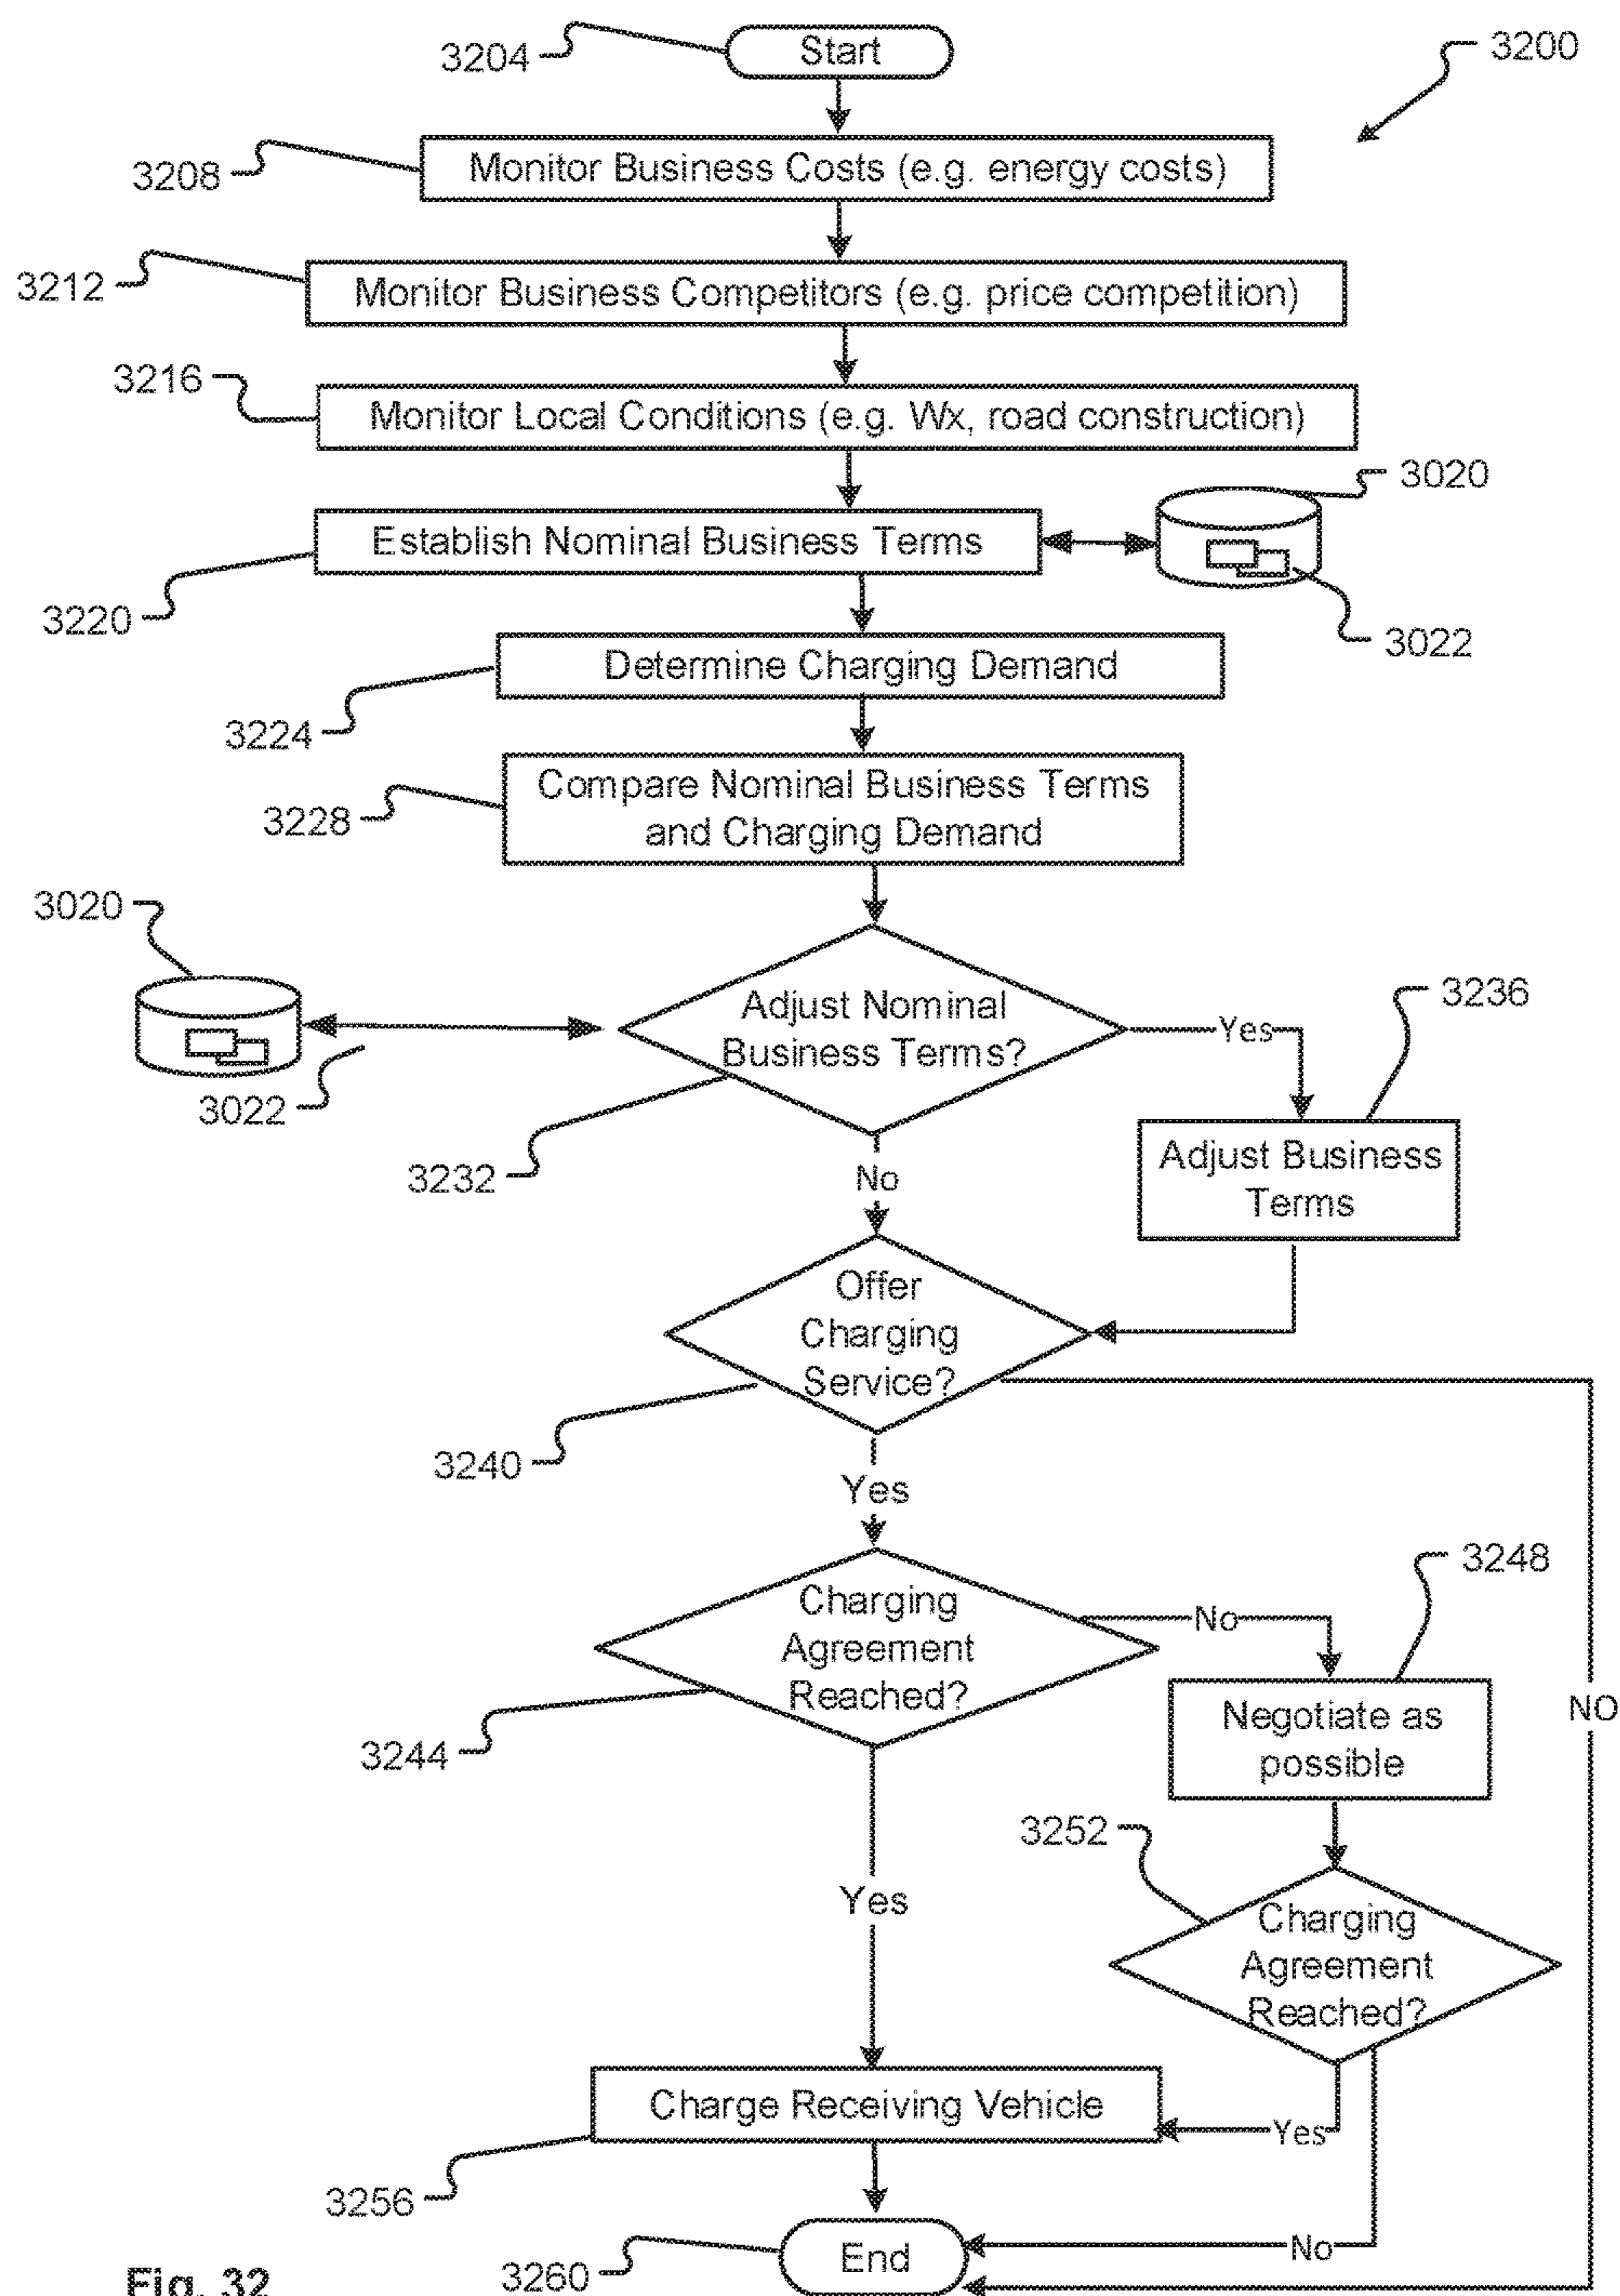 3204
Start
3200
3208
Monitor Business Costs (e.g. energy costs)
3212
Monitor Business Competitors (e.g. price competition)
3216
Monitor Local Conditions (e.g. Wx, road construction)
3020
Establish Nominal Business Terms
3220
3022
Determine Charging Demand
3224
Compare Nominal Business Terms
and Charging Demand
3228
3020
Adjust Nominal
Business Terms?
Yes
3236
3022
3232
No
Adjust Business
Terms
Offer
Charging
Service?
3240
Yes
3248
Charging
Agreement
Reached?
No
3244
Negotiate as
possible
NO
3252
Yes
Charging
Agreement
Reached?
Charge Receiving Vehicle
Yes
3256
End
No
3260
Fig. 32